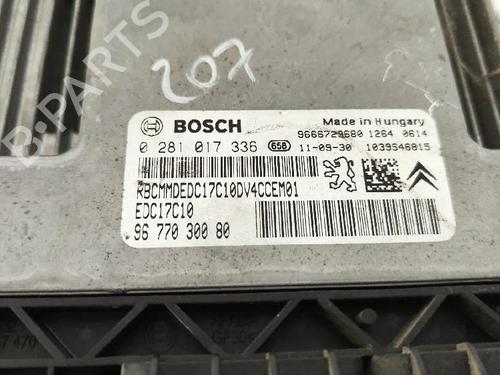 207
B-PARTS
BOSCH
Made in Hungary
9666729680 1264 0614
0 281 017 336 658 11-09-30 1039S46815
RBCMMDEDC17C10DV4CCEM01
EDC17C10
96 770 300 80